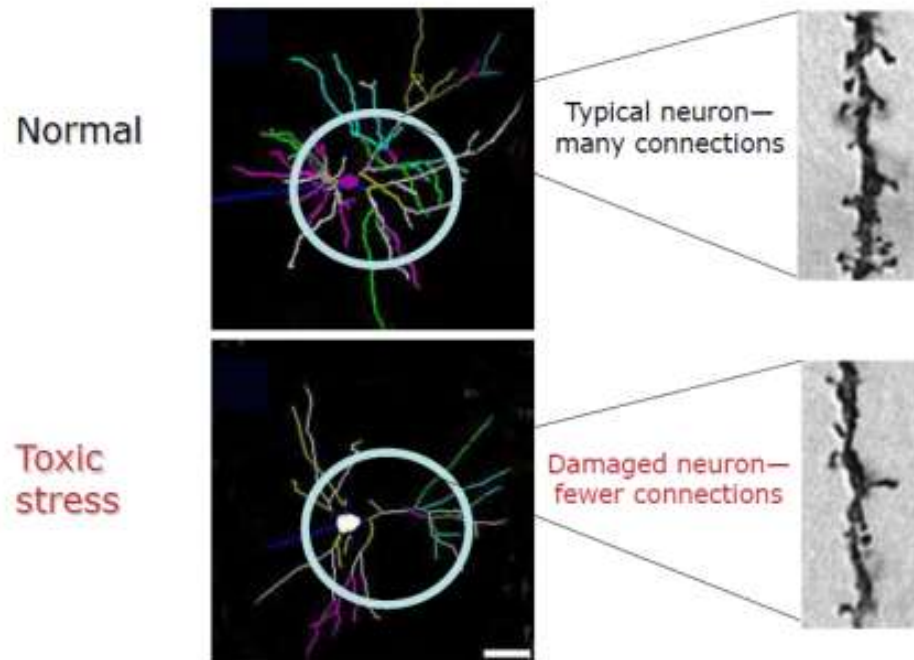 Normal
Typical neuron—
many connections
Toxic
stress
Damaged neuron—
fewer connections